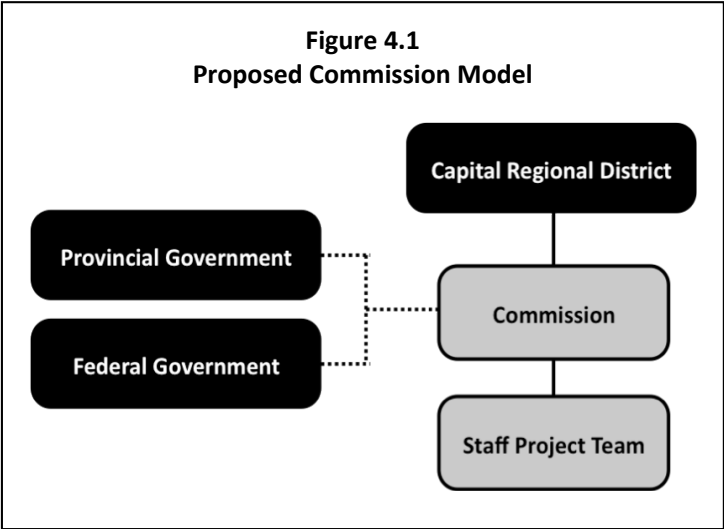 Figure 4.1
Proposed Commission Model
Capital Regional District
Provincial Government
Commission
Federal Government
Staff Project Team